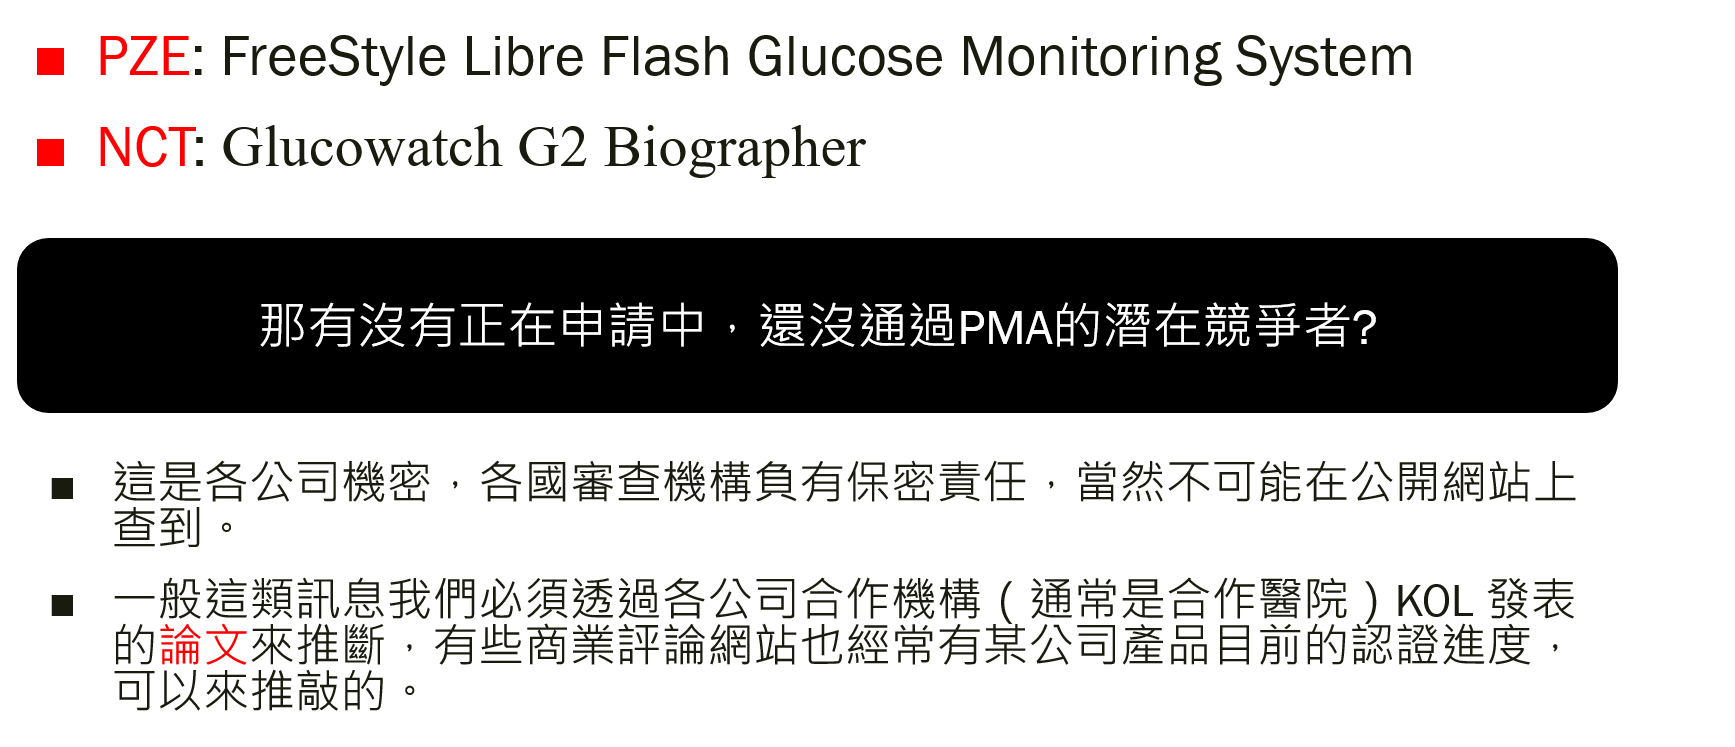 ■ PZE: FreeStyle Libre Flash Glucose Monitoring System
■ NCT: Glucowatch G2 Biographer
那有沒有正在申請中，還沒通過PMA的潛在競爭者?
■ 這是各公司機密，各國審查機構負有保密責任，當然不可能在公開網站上
查到。
■ 一般這類訊息我們必須透過各公司合作機構（通常是合作醫院）KOL 發表
的論文來推斷，有些商業評論網站也經常有某公司產品目前的認證進度，
可以來推敲的。